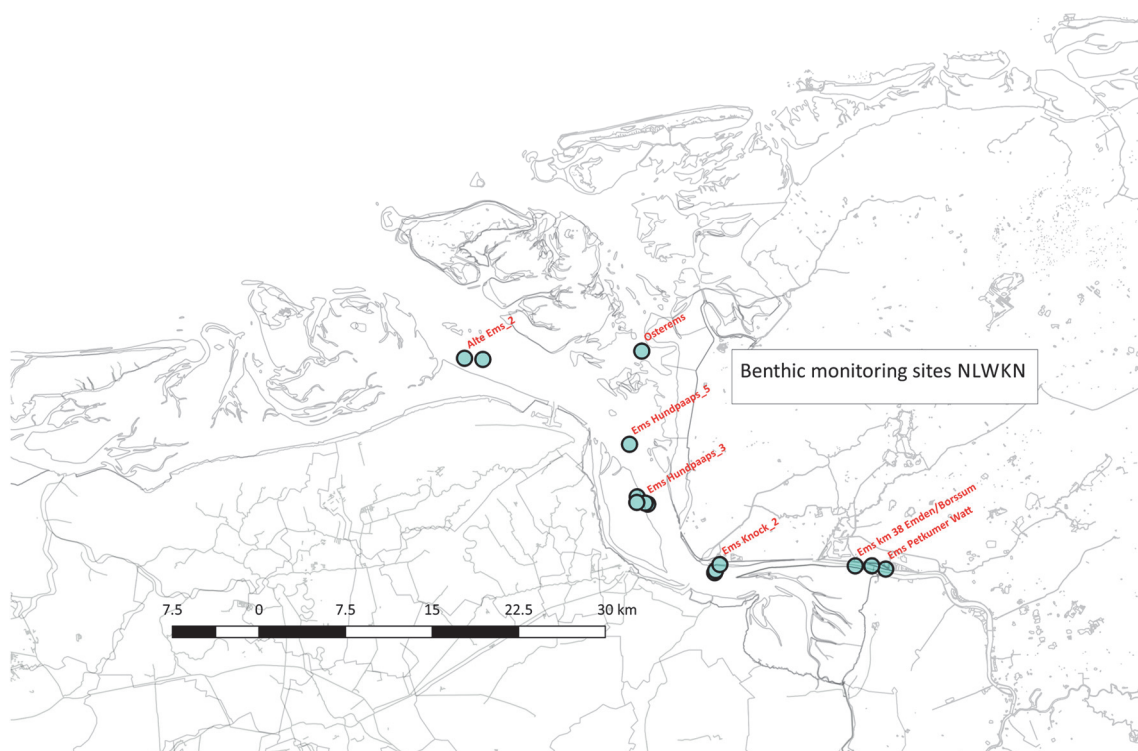 Alte Ems_2
Osterems
Benthic monitoring sites NLWKN
Ems Hundpaaps_5
Ems Hundpaaps_3
Ems Knock_2
Ems km 38 Emden/Borssum
Ems Petkumer Watt
7.5 0 7.5 15 22.5 30 km